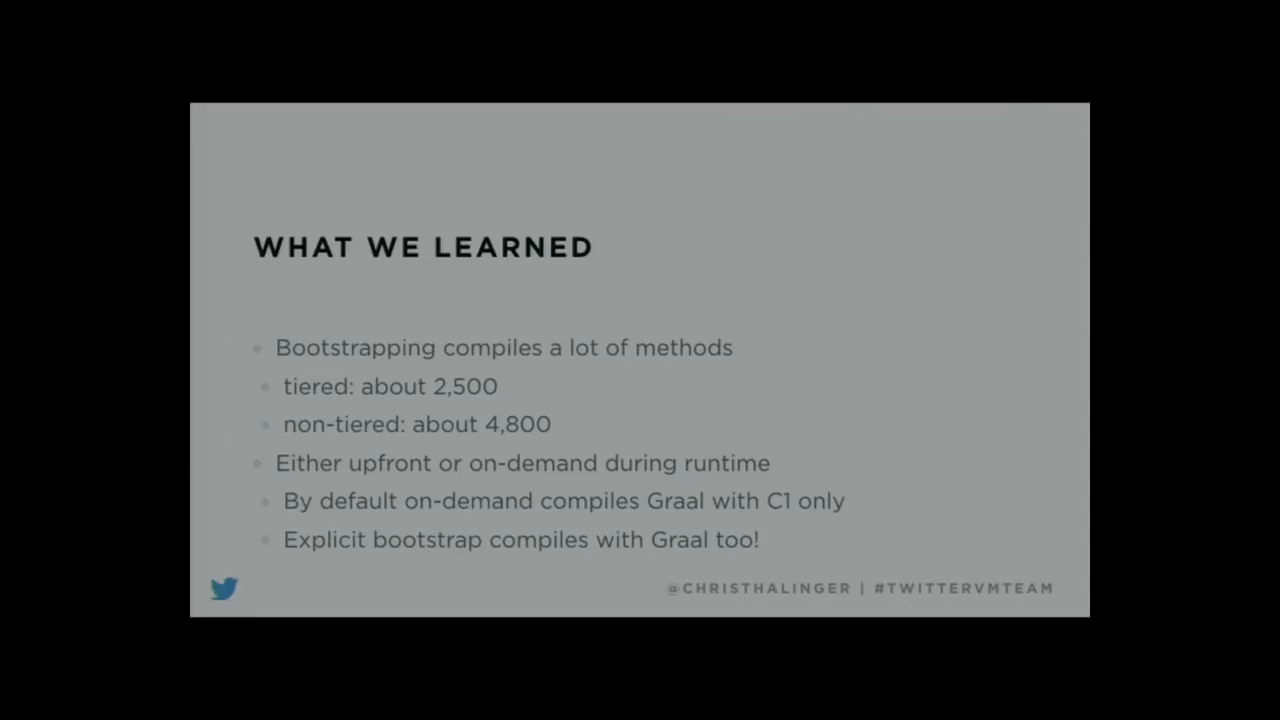 WHAT WE LEARNED
Bootstrapping compiles a lot of methods
tiered: about 2,500
non-tiered: about 4,800
Either upfront or on-demand during runtime
By default on-demand compiles Graal with C1 only
Explicit bootstrap compiles with Graal too!
@CHRISTHALINGER | #TWITTERVMTEAM